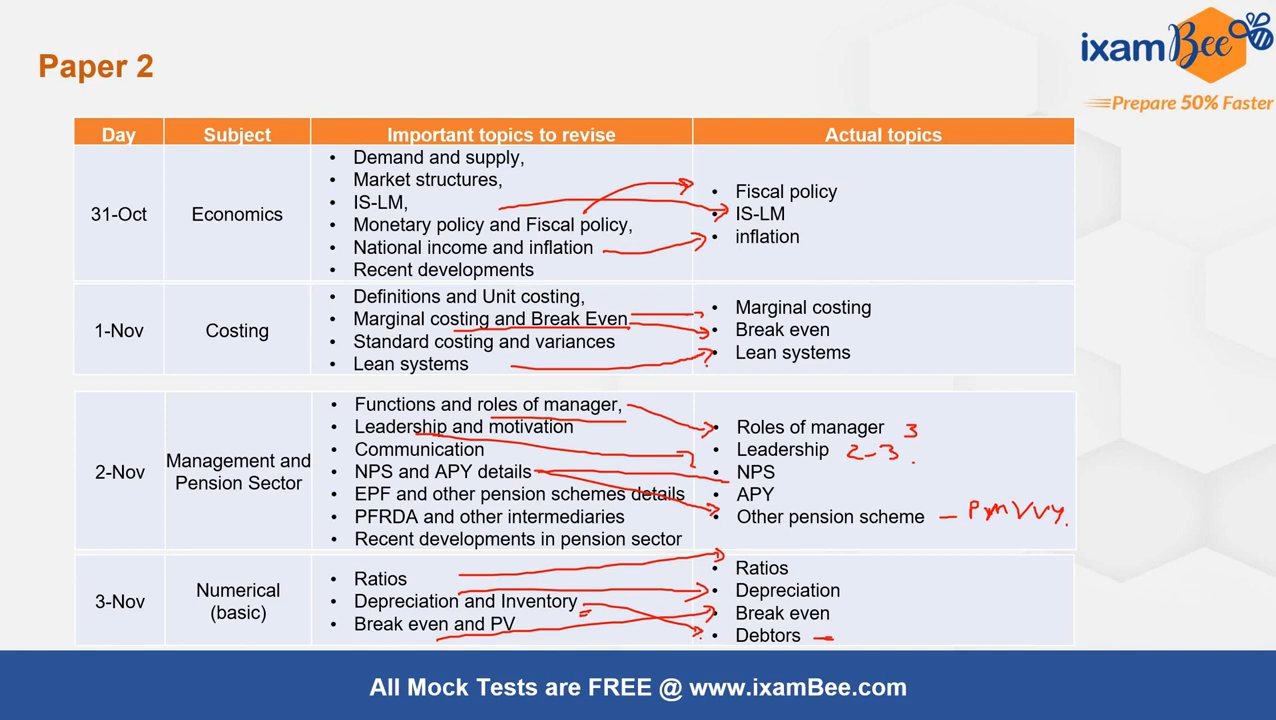 ixamBee
Prepare 50% Faster
Paper 2
Day Subject Important topics to revise Actual topics
31-Oct
Economics
• Demand and supply,
• Market structures,
• IS-LM,
• Monetary policy and Fiscal policy,
• National income and inflation
• Recent developments
• Fiscal policy
• IS-LM
• inflation
1-Nov
Costing
• Definitions and Unit costing,
• Marginal costing and Break Even
• Standard costing and variances
• Lean systems
• Marginal costing
• Break even
• Lean systems
2-Nov
Management and
Pension Sector
• Functions and roles of manager,
• Leadership and motivation
• Communication
• NPS and APY details
• EPF and other pension schemes details
• PFRDA and other intermediaries
• Recent developments in pension sector
• Roles of manager 3
• Leadership 2-3
• NPS
• APY
• Other pension scheme – PMVVY.
3-Nov
Numerical
(basic)
• Ratios
• Depreciation and Inventory
• Break even and PV
• Ratios
• Depreciation
• Break even
• Debtors –
All Mock Tests are FREE @ www.ixamBee.com